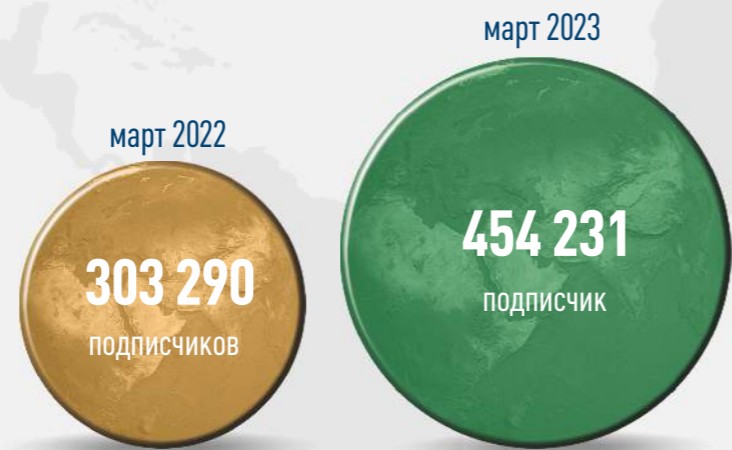 март 2022
303 290
подписчиков
март 2023
454 231
подписчик